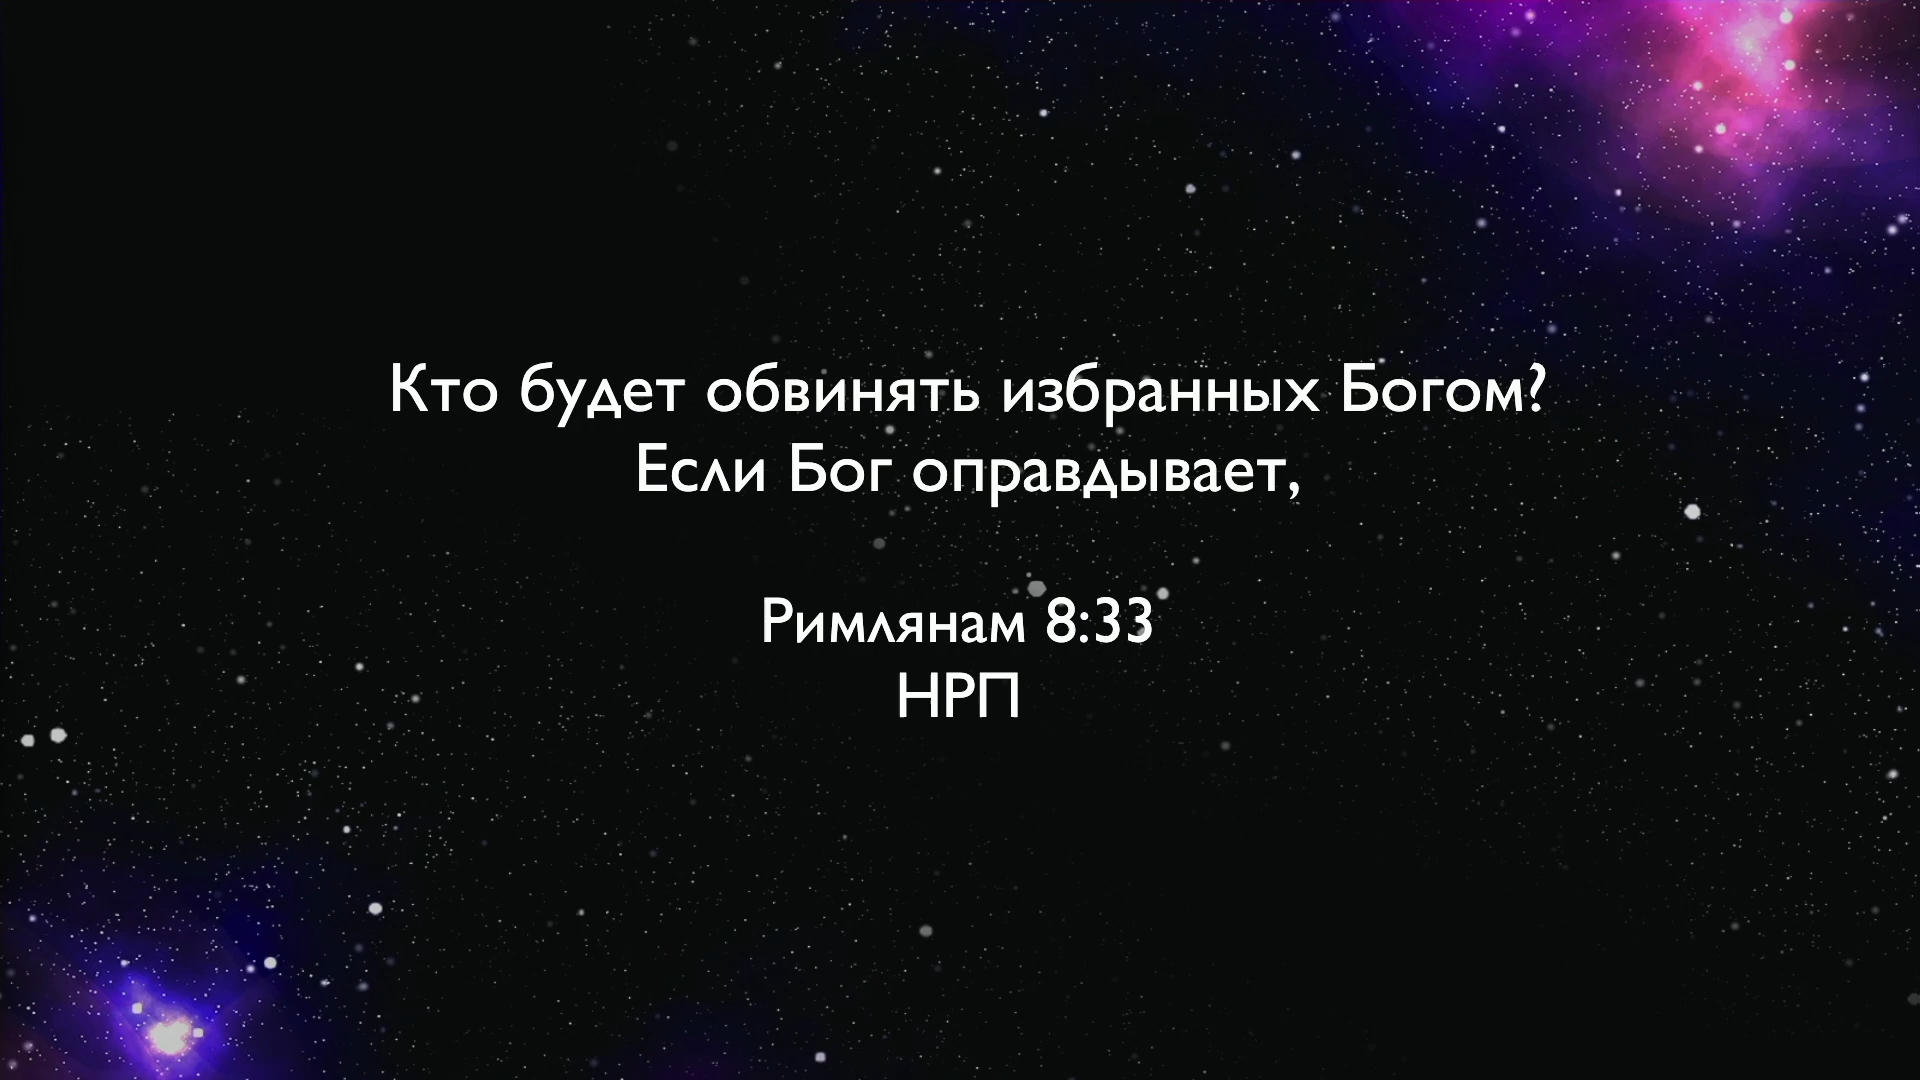 Кто будет обвинять избранных Богом?
Если Бог оправдывает,
Римлянам 8:33
НРП